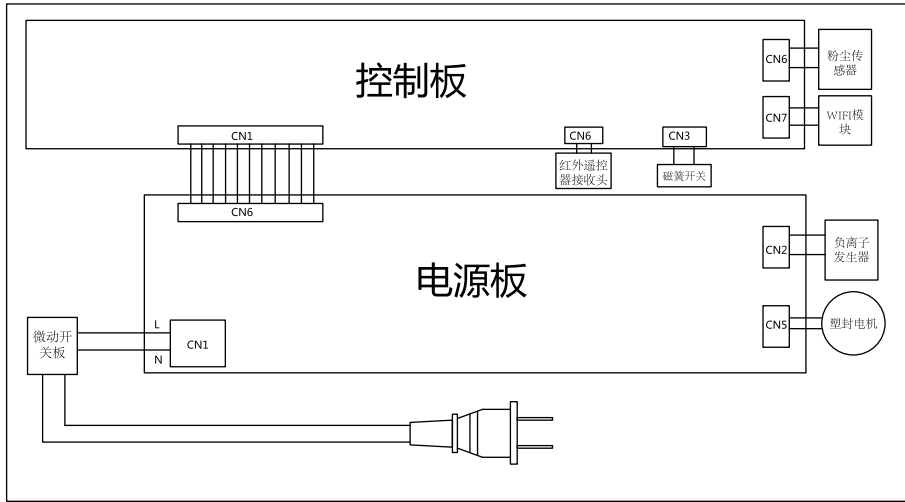 控制板
CN6
粉尘传
感器
CN7
WIFI模
块
CN1
CN6
红外遥控
器接收头
CN3
磁簧开关
CN6
电源板
CN2
负离子
发生器
CN5
塑封电机
微动开
关板
L
N
CN1